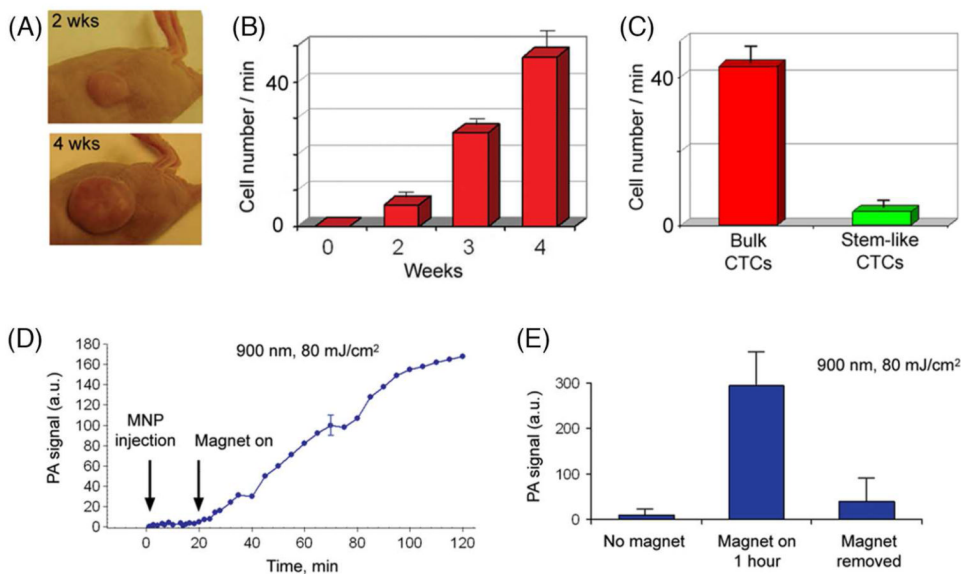 (A)
2 wks
4 wks
(B)
Cell number / min
40
0
0 2 3 4
Weeks
(C)
Cell number / min
40
0
Bulk
CTCs
Stem-like
CTCs
(D)
900 nm, 80 mJ/cm²
PA signal (a.u.)
180
160
140
120
100
80
60
40
20
0
MNP
injection
Magnet on
0 20 40 60 80 100 120
Time, min
(E)
900 nm, 80 mJ/cm²
PA signal (a.u.)
300
200
100
0
No magnet
Magnet on
1 hour
Magnet
removed